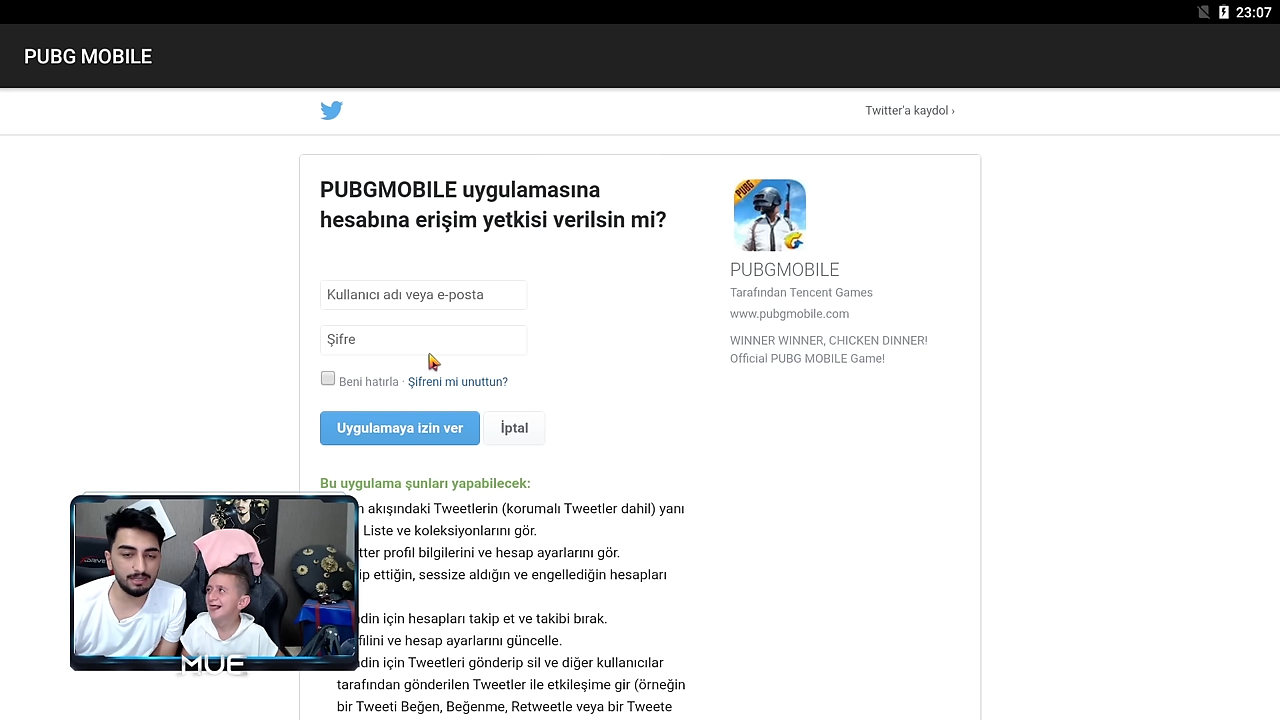 23:07
PUBG MOBILE
Twitter'a kaydol ›
PUBGMOBILE uygulamasına
hesabına erişim yetkisi verilsin mi?
Kullanıcı adı veya e-posta
Şifre
Beni hatırla · Şifreni mi unuttun?
Uygulamaya izin ver
İptal
PUBG
PUBGMOBILE
Tarafından Tencent Games
www.pubgmobile.com
WINNER WINNER, CHICKEN DINNER!
Official PUBG MOBILE Game!
Bu uygulama şunları yapabilecek:
akışındaki Tweetlerin (korumalı Tweetler dahil) yanı
Liste ve koleksiyonlarını gör.
profil bilgilerini ve hesap ayarlarını gör.
ettiğin, sessize aldığın ve engellediğin hesapları
için hesapları takip et ve takibi bırak.
ve hesap ayarlarını güncelle.
için Tweetleri gönderip sil ve diğer kullanıcılar
tarafından gönderilen Tweetler ile etkileşime gir (örneğin
bir Tweeti Beğen, Beğenme, Retweetle veya bir Tweete
MUE